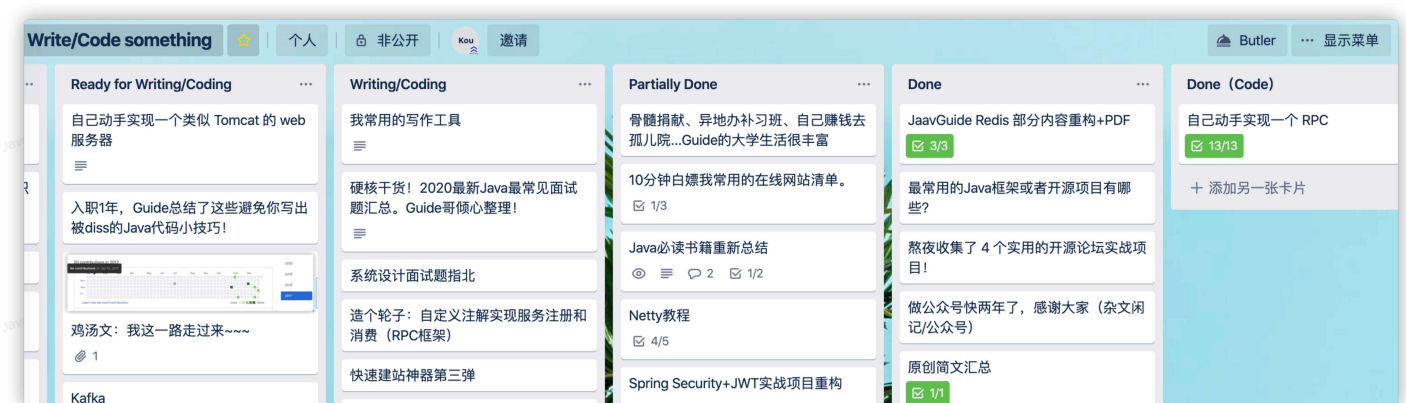 Write/Code something
个人
非公开
Kou
邀请
Butler
显示菜单
Ready for Writing/Coding
自己动手实现一个类似 Tomcat 的 web
服务器
入职1年，Guide总结了这些避免你写出
被diss的Java代码小技巧！
鸡汤文：我这一路走过来~~~
1
Kafka
Writing/Coding
我常用的写作工具
硬核干货！2020最新Java最常见面试
题汇总。Guide哥倾心整理！
系统设计面试题指北
造个轮子：自定义注解实现服务注册和
消费（RPC框架）
快速建站神器第三弹
Partially Done
骨髓捐献、异地办补习班、自己赚钱去
孤儿院...Guide的大学生活很丰富
10分钟白嫖我常用的在线网站清单。
1/3
Java必读书籍重新总结
2 1/2
Netty教程
4/5
Spring Security+JWT实战项目重构
Done
JaavGuide Redis 部分内容重构+PDF
3/3
最常用的Java框架或者开源项目有哪
些?
熬夜收集了 4 个实用的开源论坛实战项
目！
做公众号快两年了，感谢大家（杂文闲
记/公众号）
原创简文汇总
1/1
Done（Code）
自己动手实现一个 RPC
13/13
添加另一张卡片